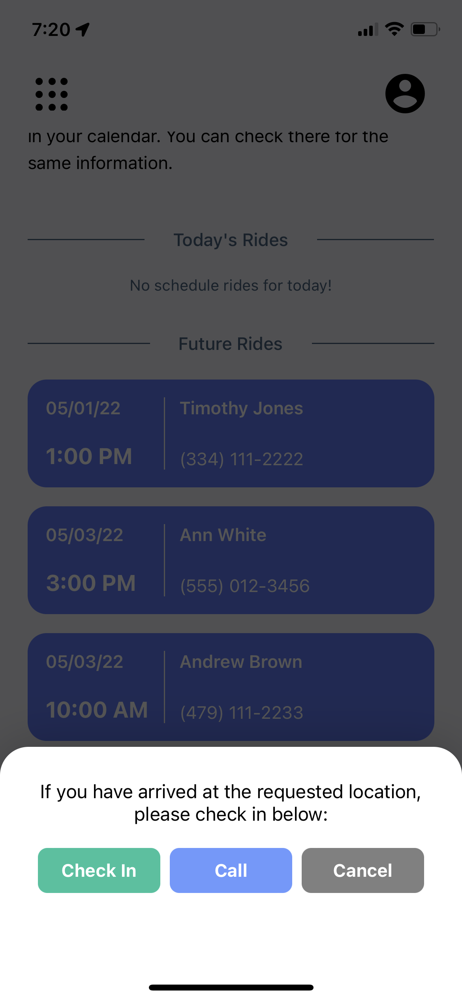 7:20
in your calendar. You can check there for the
same information.
Today's Rides
No schedule rides for today!
Future Rides
05/01/22
Timothy Jones
1:00 PM
(334) 111-2222
05/03/22
Ann White
3:00 PM
(555) 012-3456
05/03/22
Andrew Brown
10:00 AM
(479) 111-2233
If you have arrived at the requested location,
please check in below:
Check In
Call
Cancel